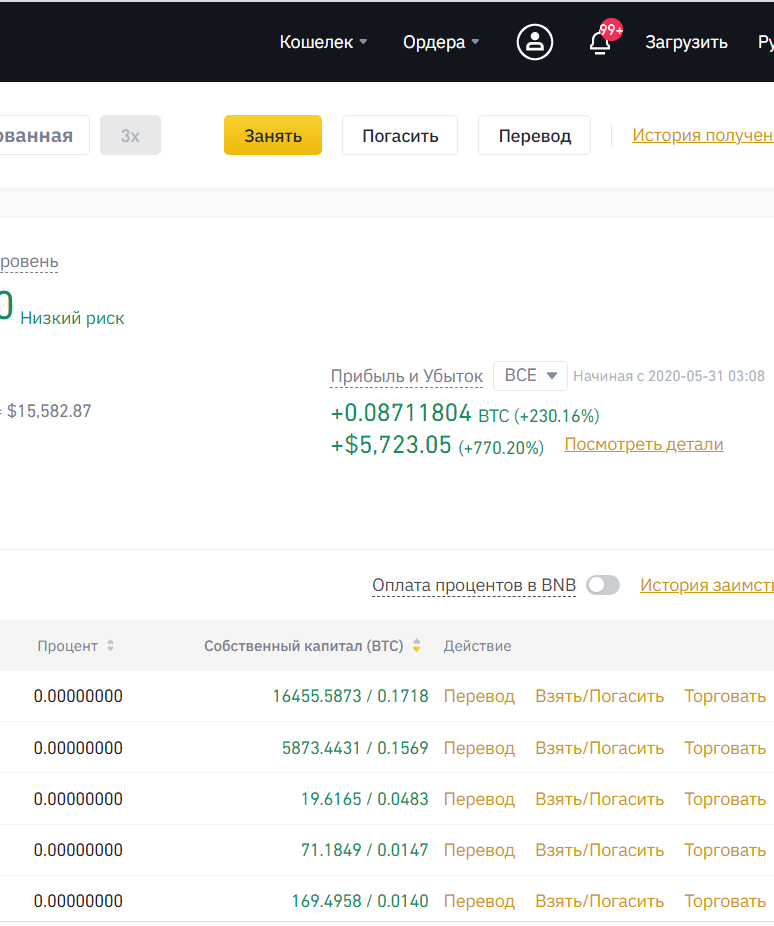 Кошелек Ордера 99+ Загрузить Ру
ованная 3x Занять Погасить Перевод История получен
ровень
0 Низкий риск
Прибыль и Убыток ВСЕ Начиная с 2020-05-31 03:08
≈ $15,582.87 +0.08711804 BTC (+230.16%)
+$5,723.05 (+770.20%) Посмотреть детали
Оплата процентов в BNB История заимств
Процент Собственный капитал (BTC) Действие
0.00000000 16455.5873 / 0.1718 Перевод Взять/Погасить Торговать
0.00000000 5873.4431 / 0.1569 Перевод Взять/Погасить Торговать
0.00000000 19.6165 / 0.0483 Перевод Взять/Погасить Торговать
0.00000000 71.1849 / 0.0147 Перевод Взять/Погасить Торговать
0.00000000 169.4958 / 0.0140 Перевод Взять/Погасить Торговать